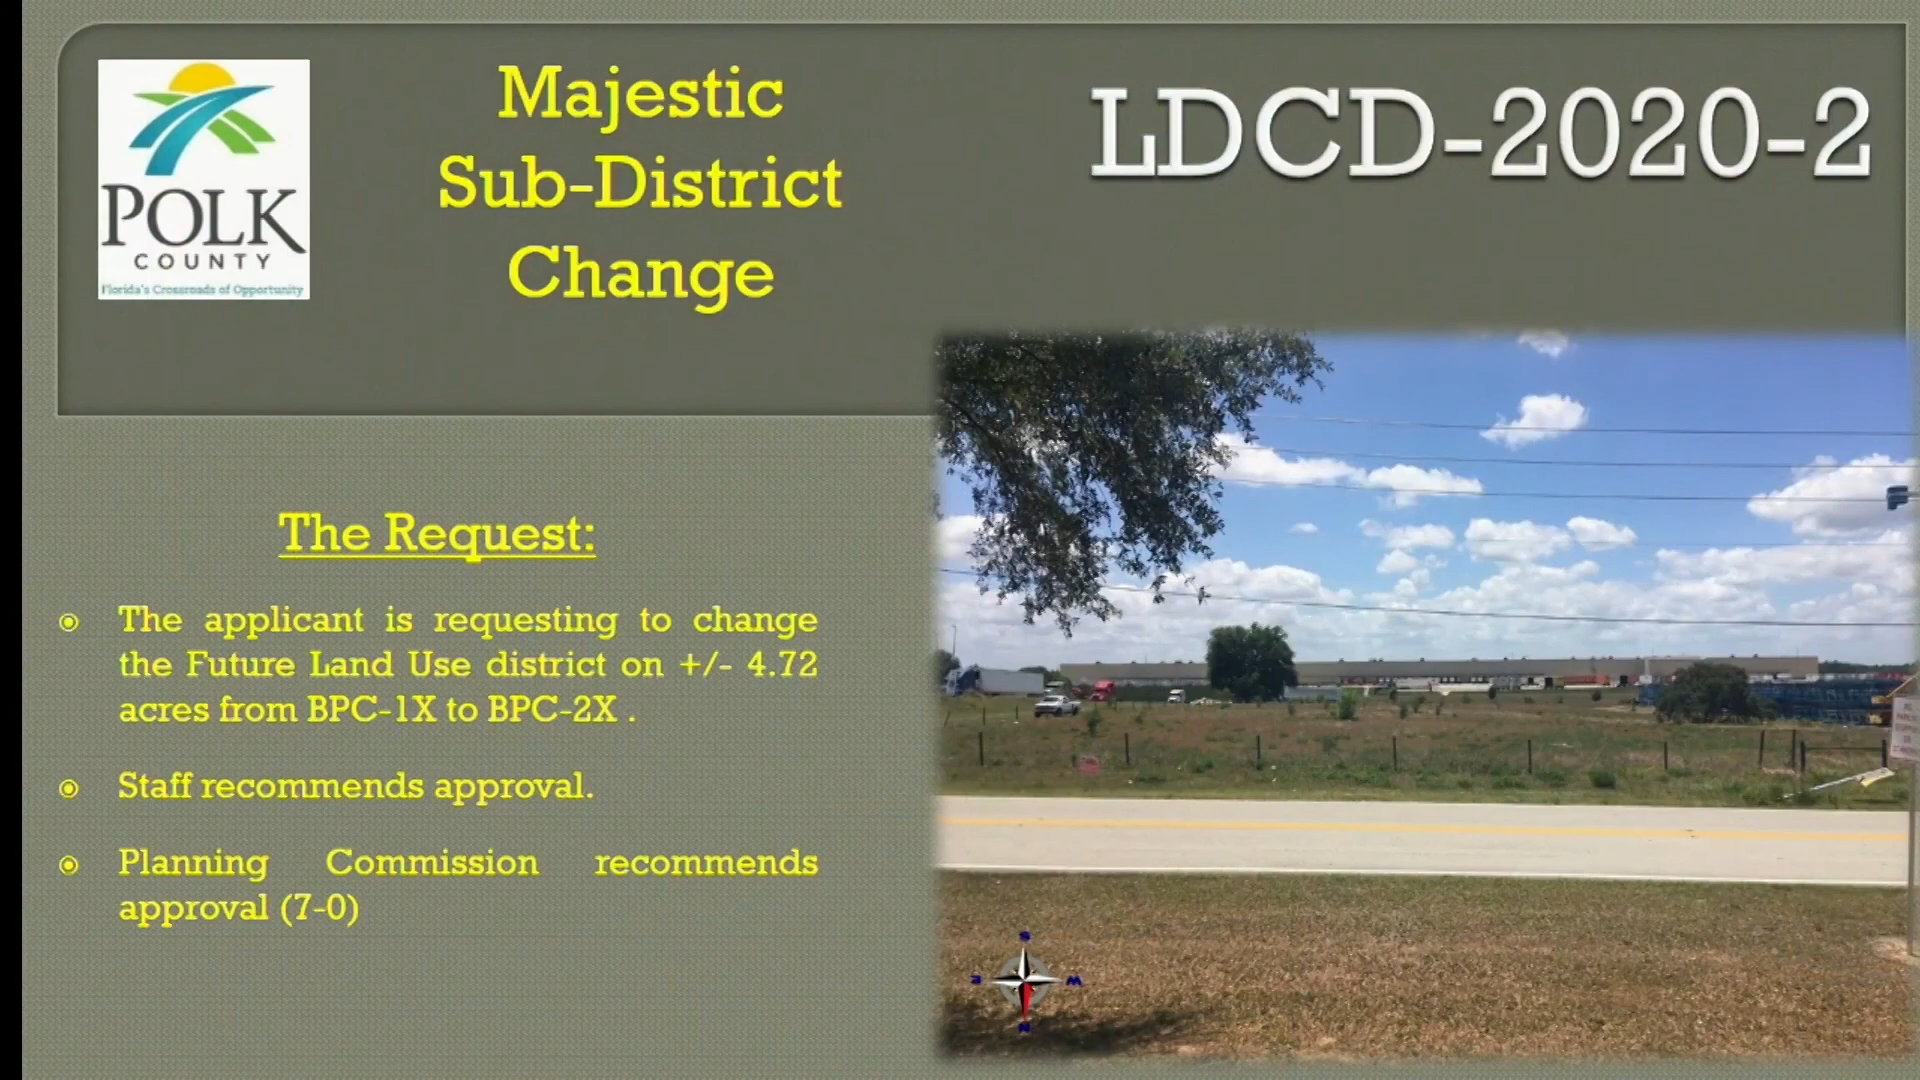 POLK
COUNTY
Florida's Crossroads of Opportunity
Majestic
Sub-District
Change
LDCD-2020-2
The Request:
The applicant is requesting to change
the Future Land Use district on +/- 4.72
acres from BPC-1X to BPC-2X .
Staff recommends approval.
Planning Commission recommends
approval (7-0)
S
E W
N